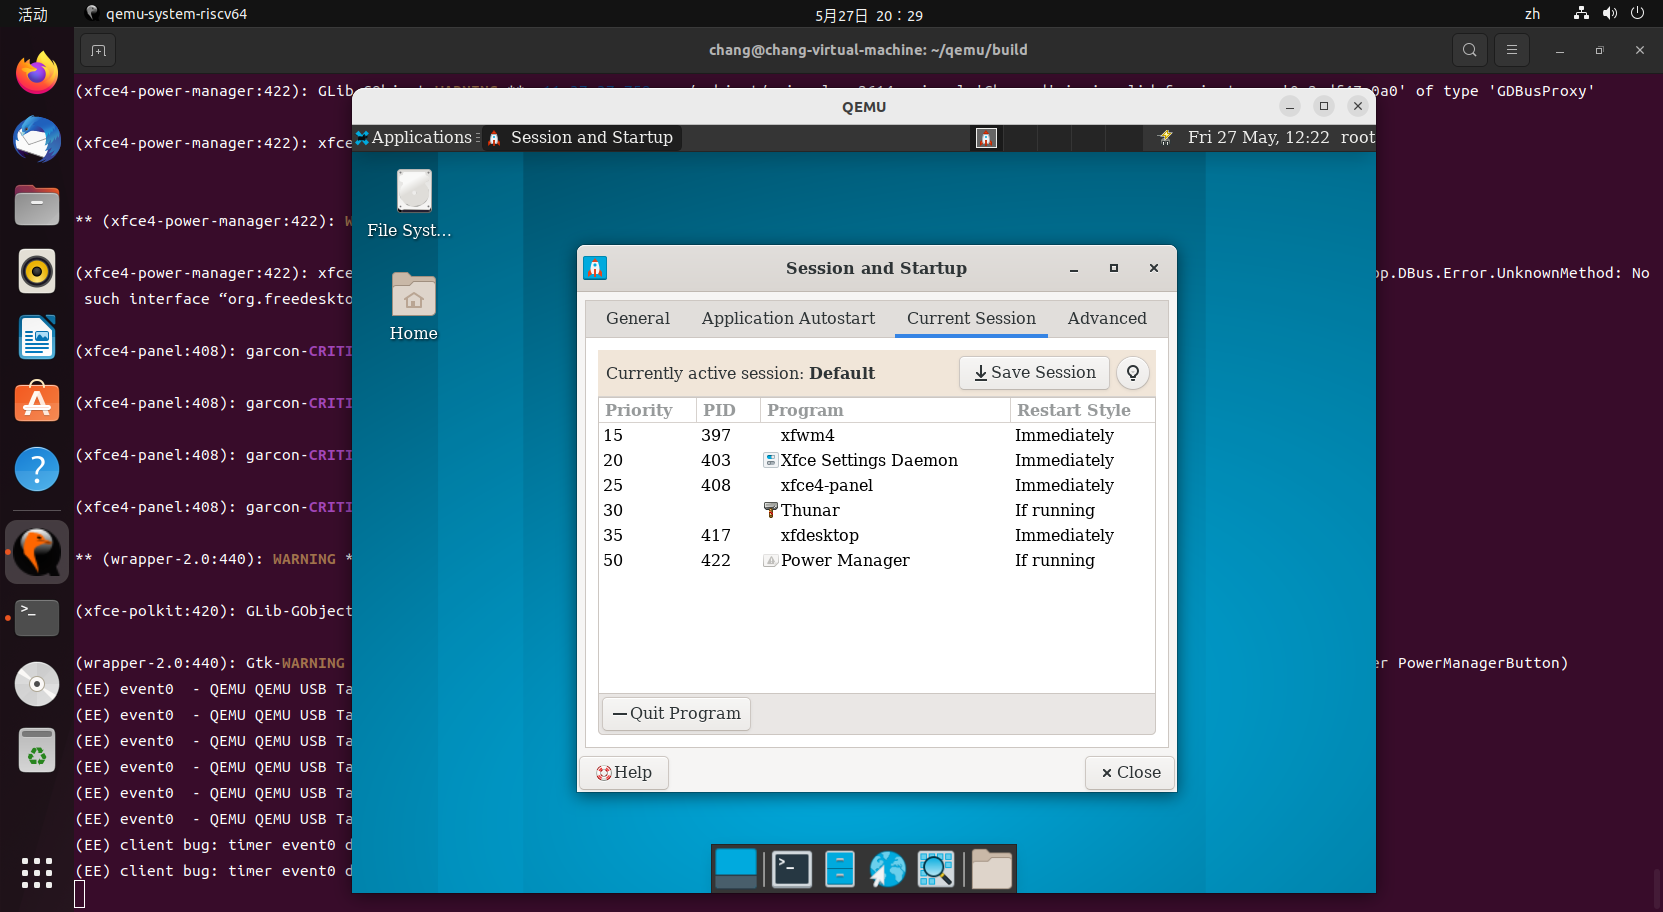 活动
qemu-system-riscv64
5月27日 20：29
zh
chang@chang-virtual-machine: ~/qemu/build
(xfce4-power-manager:422): GLib
of type 'GDBusProxy'
(xfce4-power-manager:422): xfce
** (xfce4-power-manager:422): W
(xfce4-power-manager:422): xfce
op.DBus.Error.UnknownMethod: No
such interface “org.freedeskto
(xfce4-panel:408): garcon-CRITI
(xfce4-panel:408): garcon-CRITI
(xfce4-panel:408): garcon-CRITI
(xfce4-panel:408): garcon-CRITI
** (wrapper-2.0:440): WARNING *
(xfce-polkit:420): GLib-GObject
(wrapper-2.0:440): Gtk-WARNING
er PowerManagerButton)
(EE) event0  - QEMU QEMU USB Ta
(EE) event0  - QEMU QEMU USB Ta
(EE) event0  - QEMU QEMU USB Ta
(EE) event0  - QEMU QEMU USB Ta
(EE) event0  - QEMU QEMU USB Ta
(EE) event0  - QEMU QEMU USB Ta
(EE) client bug: timer event0 d
(EE) client bug: timer event0 d
QEMU
Applications
Session and Startup
Fri 27 May, 12:22
root
File Syst...
Home
Session and Startup
General
Application Autostart
Current Session
Advanced
Currently active session: Default
Save Session
Priority PID Program Restart Style
15 397 xfwm4 Immediately
20 403 Xfce Settings Daemon Immediately
25 408 xfce4-panel Immediately
30 Thunar If running
35 417 xfdesktop Immediately
50 422 Power Manager If running
Quit Program
Help
Close